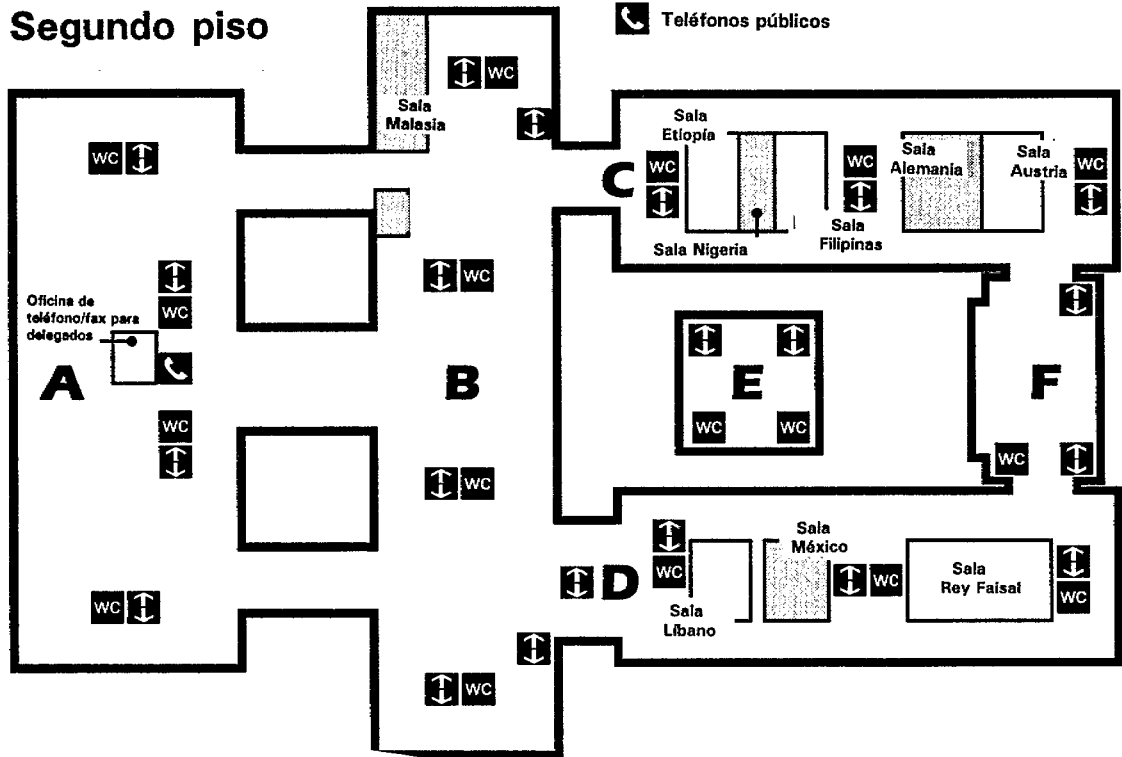 Segundo piso
Teléfonos públicos
WC
Sala
Malasia
WC
Sala
Etiopía
C
WC
WC
Sala
Alemania
Sala
Austria
WC
Sala Nigeria
Sala
Filipinas
WC
Oficina de
teléfono/fax para
delegados
WC
A
B
E
F
WC
WC
WC
WC
WC
WC
D
WC
Sala
México
WC
Sala
Rey Faisal
WC
Sala
Líbano
WC
WC